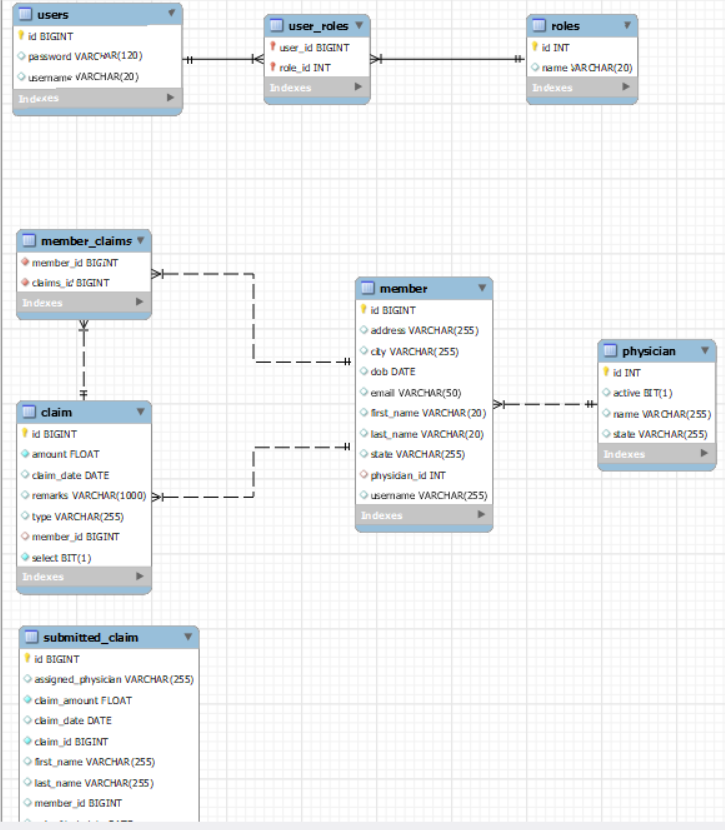 users
id BIGINT
password VARCHAR(120)
username VARCHAR(20)
Indexes
user_roles
user_id BIGINT
role_id INT
Indexes
roles
id INT
name VARCHAR(20)
Indexes
member_claims
member_id BIGINT
claims_id BIGINT
Indexes
member
id BIGINT
address VARCHAR(255)
city VARCHAR(255)
dob DATE
email VARCHAR(50)
first_name VARCHAR(20)
last_name VARCHAR(20)
state VARCHAR(255)
physician_id INT
username VARCHAR(255)
Indexes
physician
id INT
active BIT(1)
name VARCHAR(255)
state VARCHAR(255)
Indexes
claim
id BIGINT
amount FLOAT
claim_date DATE
remarks VARCHAR(1000)
type VARCHAR(255)
member_id BIGINT
select BIT(1)
Indexes
submitted_claim
id BIGINT
assigned_physician VARCHAR(255)
claim_amount FLOAT
claim_date DATE
claim_id BIGINT
first_name VARCHAR(255)
last_name VARCHAR(255)
member_id BIGINT